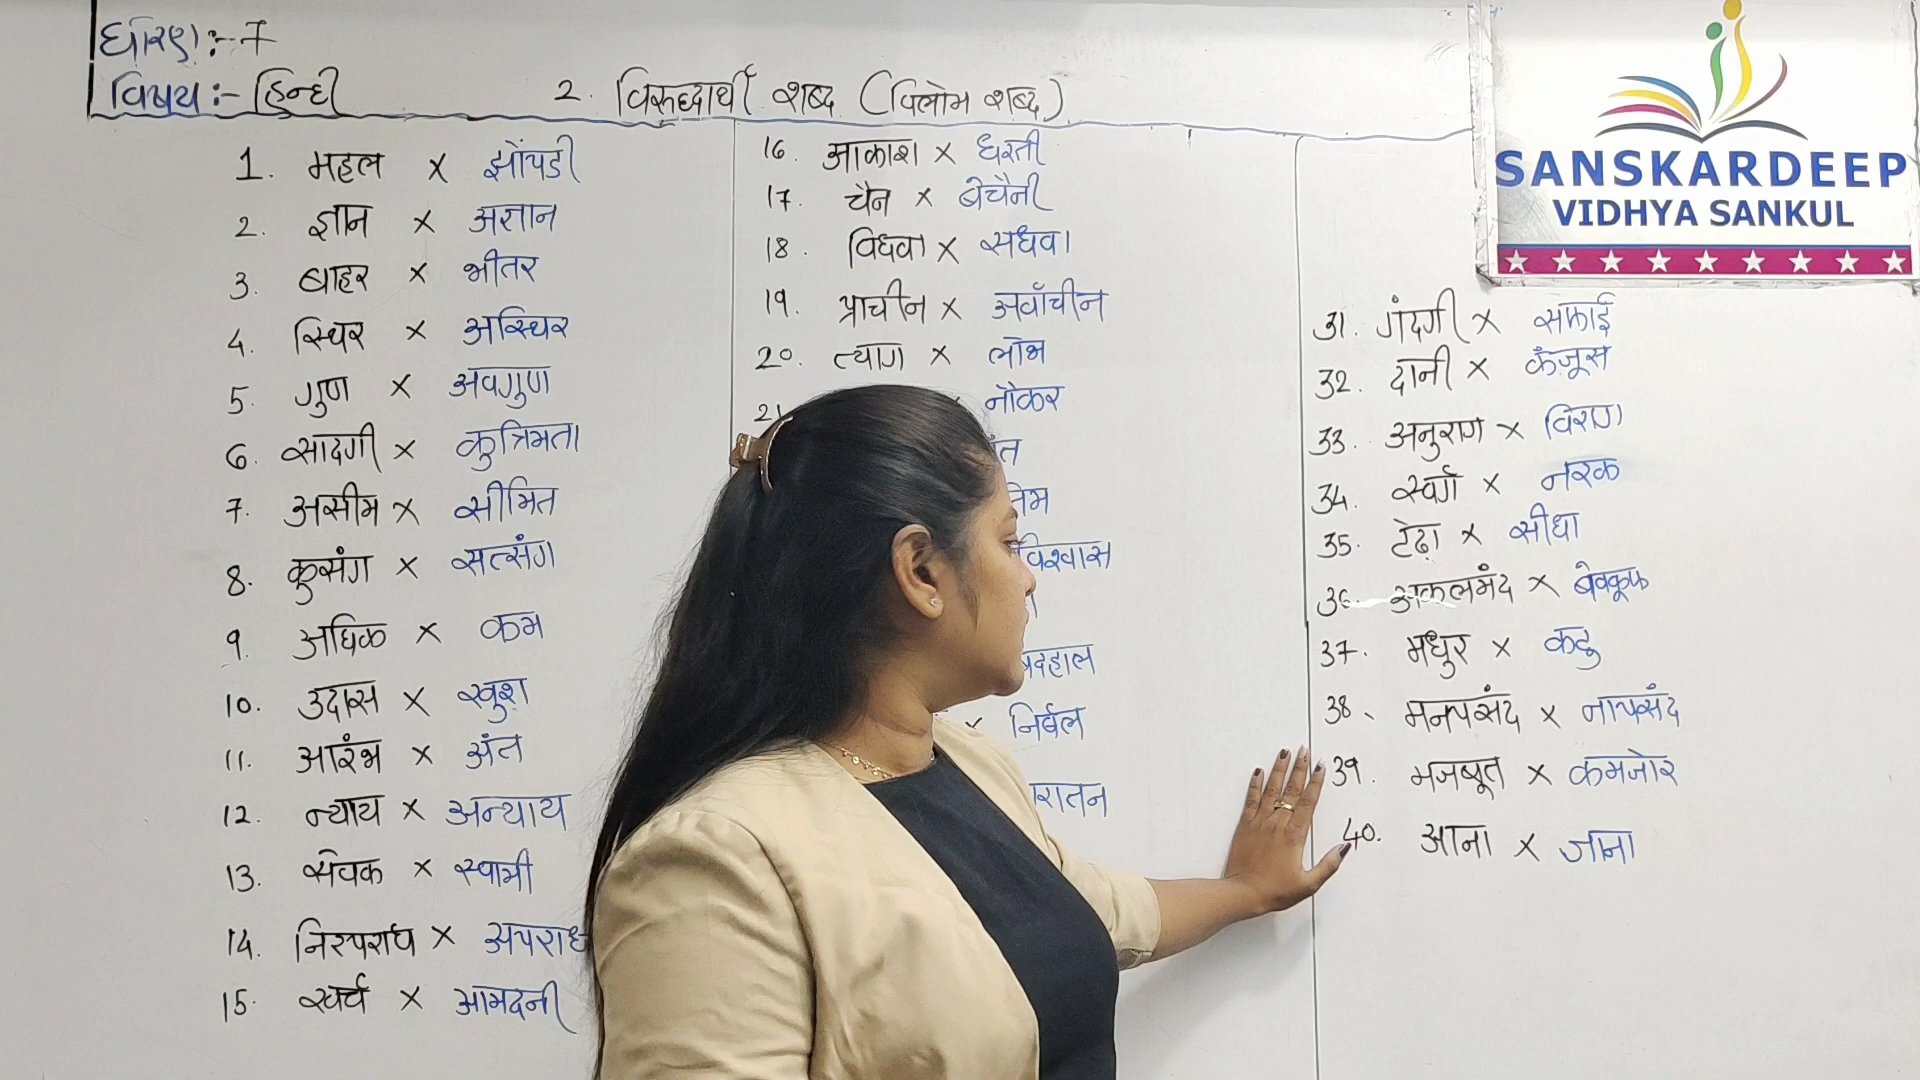 धोरण :- 7
विषय :- हिन्दी
2. विरुद्धार्थी शब्द (विलोम शब्द)
1. महल × झोंपडी
2. ज्ञान × अज्ञान
3. बाहर × भीतर
4. स्थिर × अस्थिर
5. गुण × अवगुण
6. सादगी × कुत्रिमता
7. असीम × सीमित
8. कुसंग × सत्संग
9. अधिक × कम
10. उदास × खुश
11. आरंभ × अंत
12. न्याय × अन्याय
13. सेवक × स्वामी
14. निरपराध × अपराध
15. खर्च × आमदनी
16. आकाश × धरती
17. चैन × बेचैनी
18. विधवा × सधवा
19. प्राचीन × अर्वाचीन
20. त्याग × लोभ
21. नौकर
विश्वास
× निर्बल
31. गंदगी × सफाई
32. दानी × कंजूस
33. अनुराग × विराग
34. स्वर्ग × नरक
35. टेढ़ा × सीधा
36. अकलमंद × बेवकूफ
37. मधुर × कटु
38. मनपसंद × नापसंद
39. मजबूत × कमजोर
40. आना × जाना
SANSKARDEEP
VIDHYA SANKUL